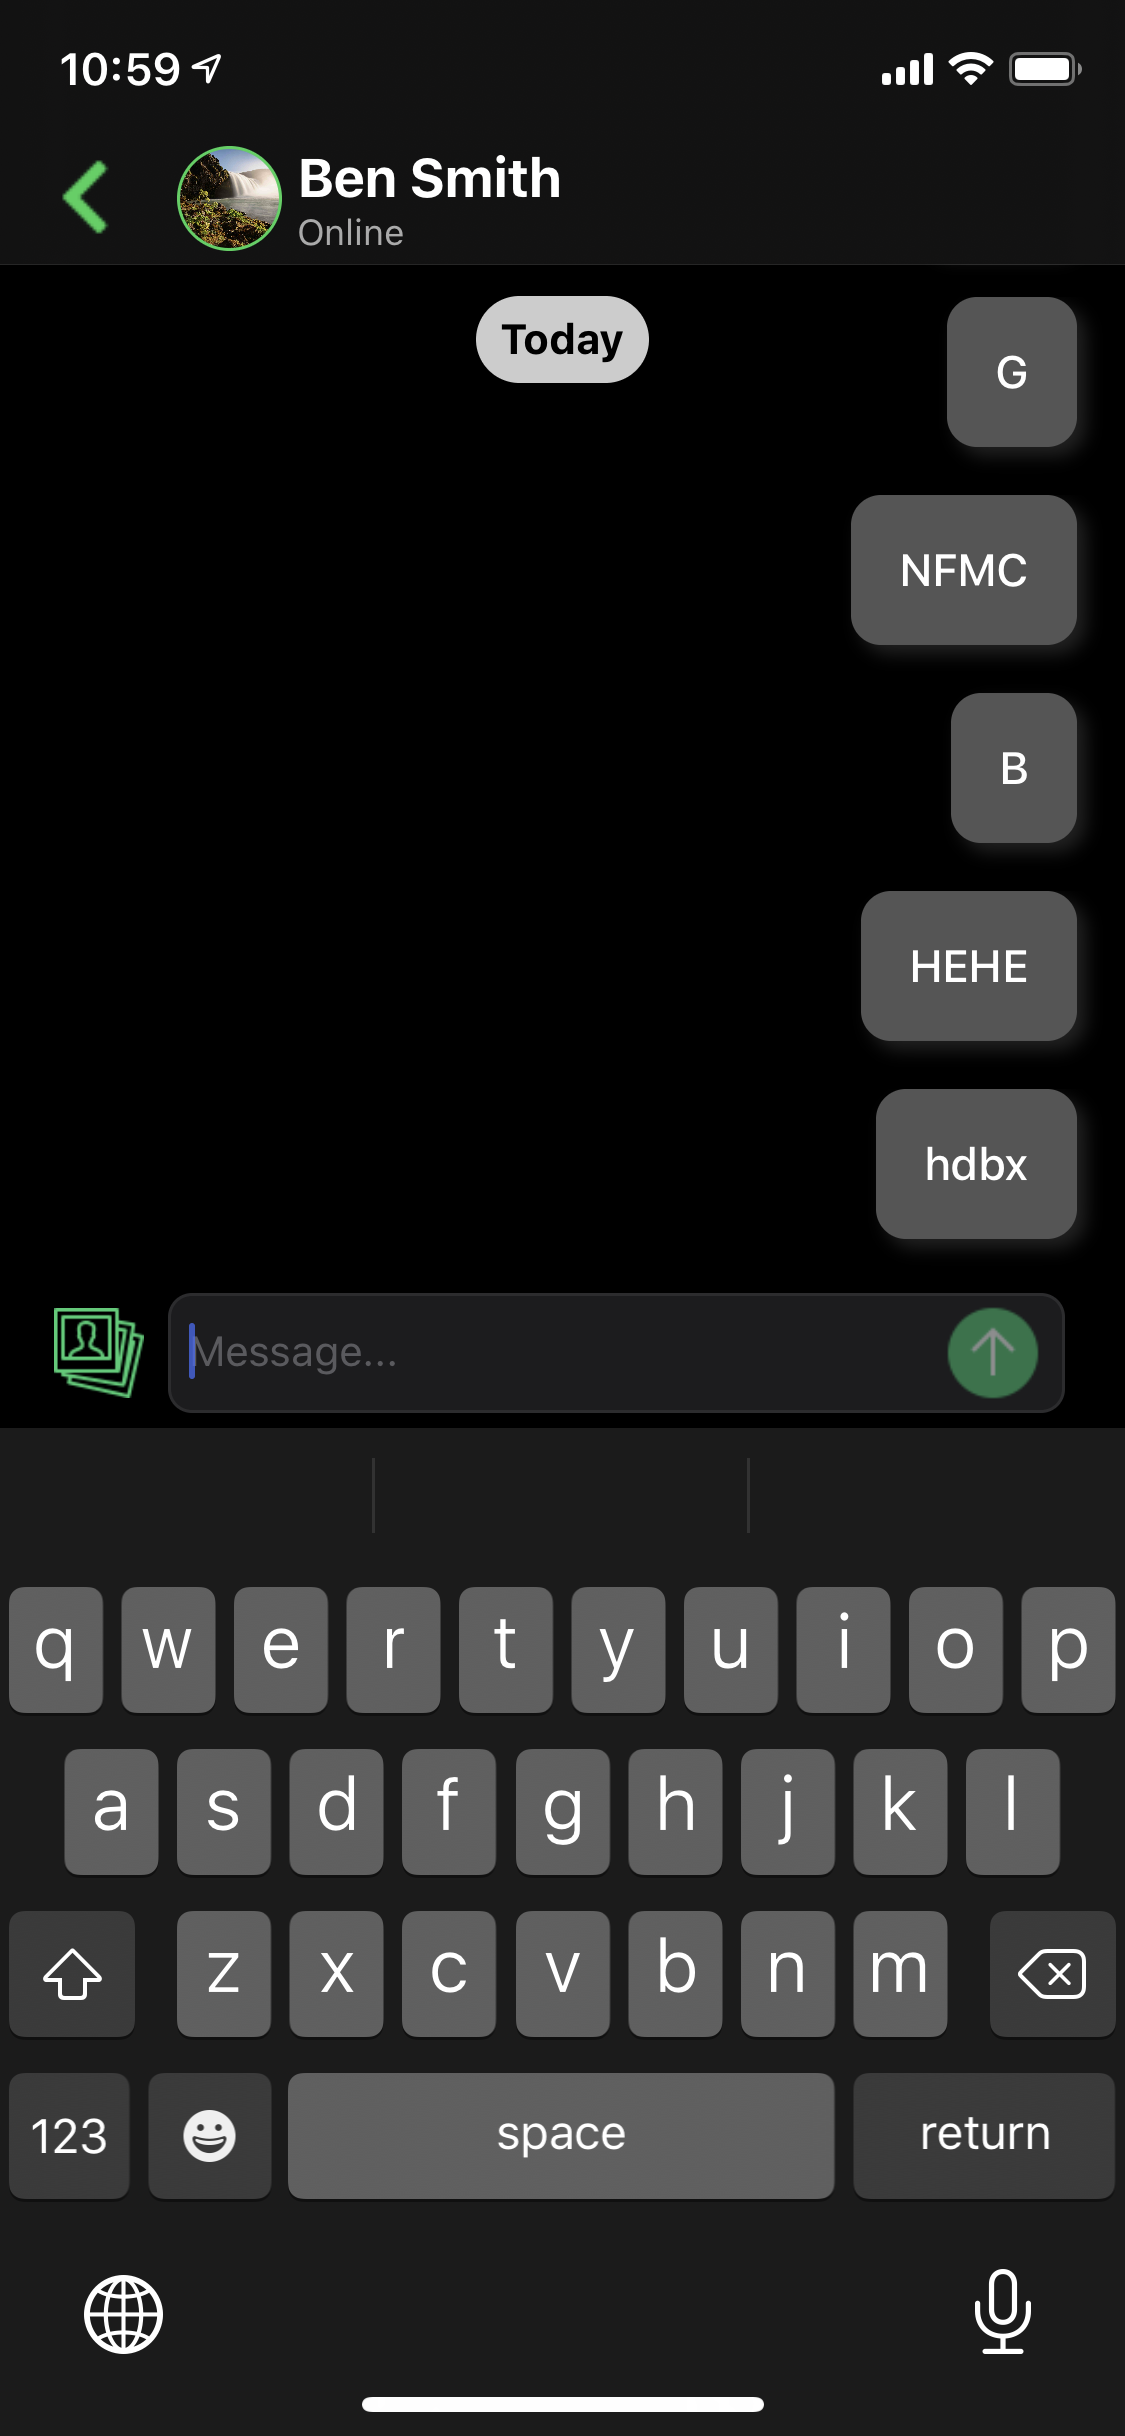 10:59
Ben Smith
Online
Today
G
NFMC
B
HEHE
hdbx
Message...
q w e r t y u i o p
a s d f g h j k l
z x c v b n m
123 space return